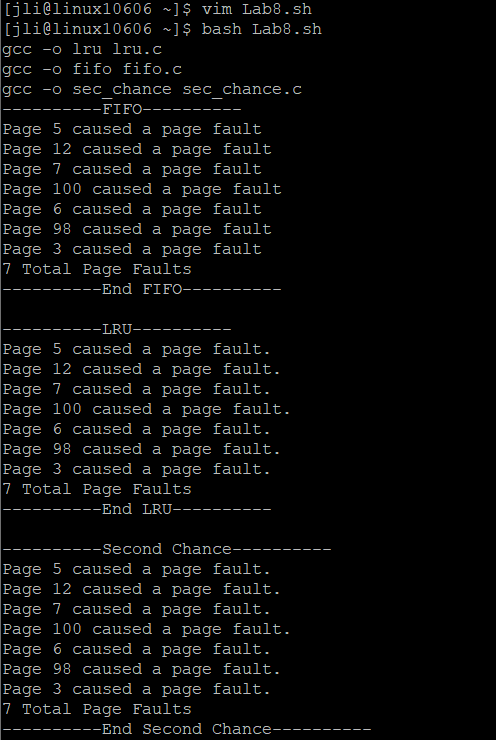 [jli@linux10606 ~]$ vim Lab8.sh
[jli@linux10606 ~]$ bash Lab8.sh
gcc -o lru lru.c
gcc -o fifo fifo.c
gcc -o sec_chance sec_chance.c
----------FIFO----------
Page 5 caused a page fault
Page 12 caused a page fault
Page 7 caused a page fault
Page 100 caused a page fault
Page 6 caused a page fault
Page 98 caused a page fault
Page 3 caused a page fault
7 Total Page Faults
----------End FIFO----------

----------LRU----------
Page 5 caused a page fault.
Page 12 caused a page fault.
Page 7 caused a page fault.
Page 100 caused a page fault.
Page 6 caused a page fault.
Page 98 caused a page fault.
Page 3 caused a page fault.
7 Total Page Faults
----------End LRU----------

----------Second Chance----------
Page 5 caused a page fault.
Page 12 caused a page fault.
Page 7 caused a page fault.
Page 100 caused a page fault.
Page 6 caused a page fault.
Page 98 caused a page fault.
Page 3 caused a page fault.
7 Total Page Faults
----------End Second Chance----------